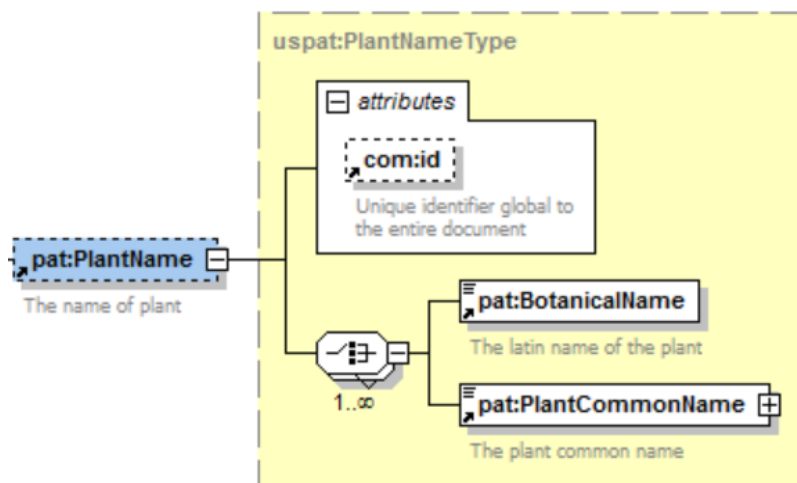 uspat:PlantNameType
attributes
com:id
Unique identifier global to
the entire document
pat:PlantName
The name of plant
pat:BotanicalName
The latin name of the plant
1..∞
pat:PlantCommonName
The plant common name